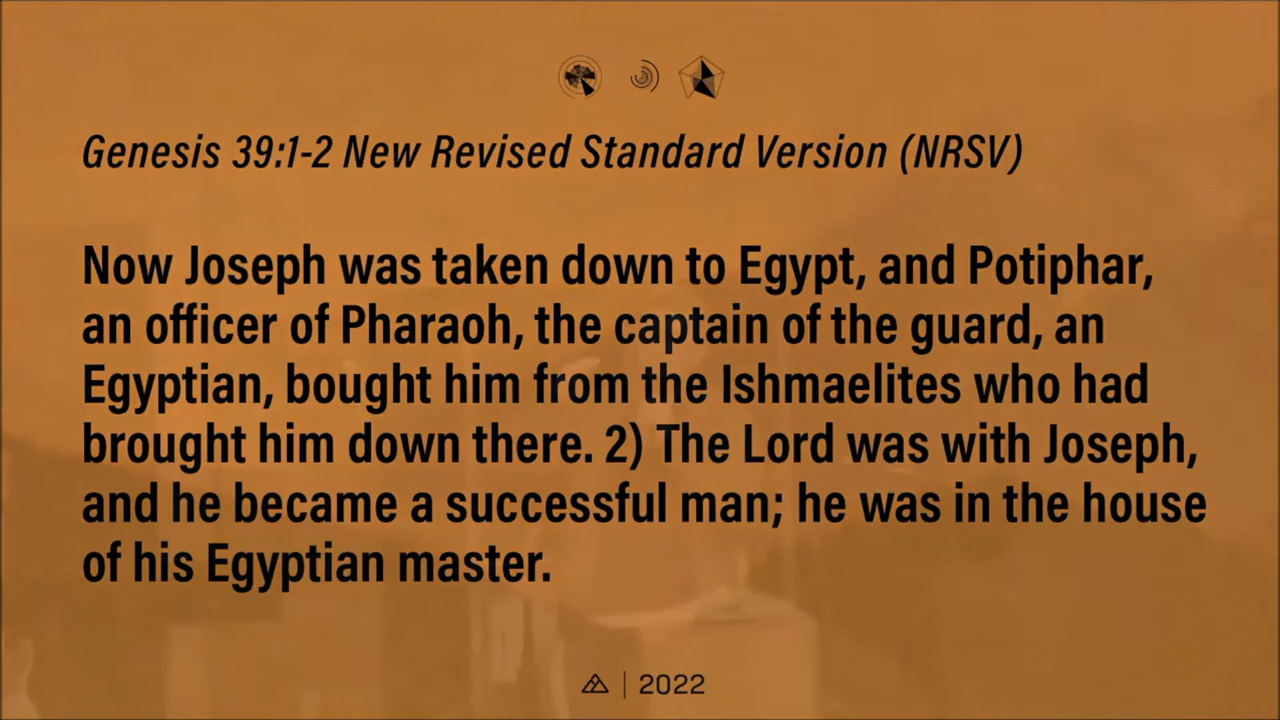 Genesis 39:1-2 New Revised Standard Version (NRSV)
Now Joseph was taken down to Egypt, and Potiphar,
an officer of Pharaoh, the captain of the guard, an
Egyptian, bought him from the Ishmaelites who had
brought him down there. 2) The Lord was with Joseph,
and he became a successful man; he was in the house
of his Egyptian master.
| 2022